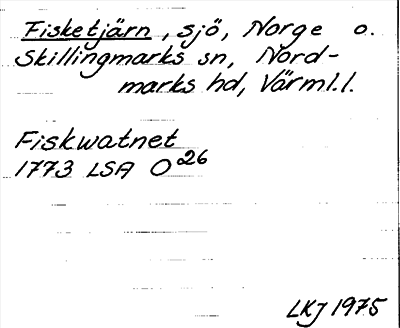 Fisketjärn, sjö, Norge o.
Skillingmarks sn, Nord-
marks hd, Värml.l.
Fiskwatnet
1773 LSA O26
LKJ 1975